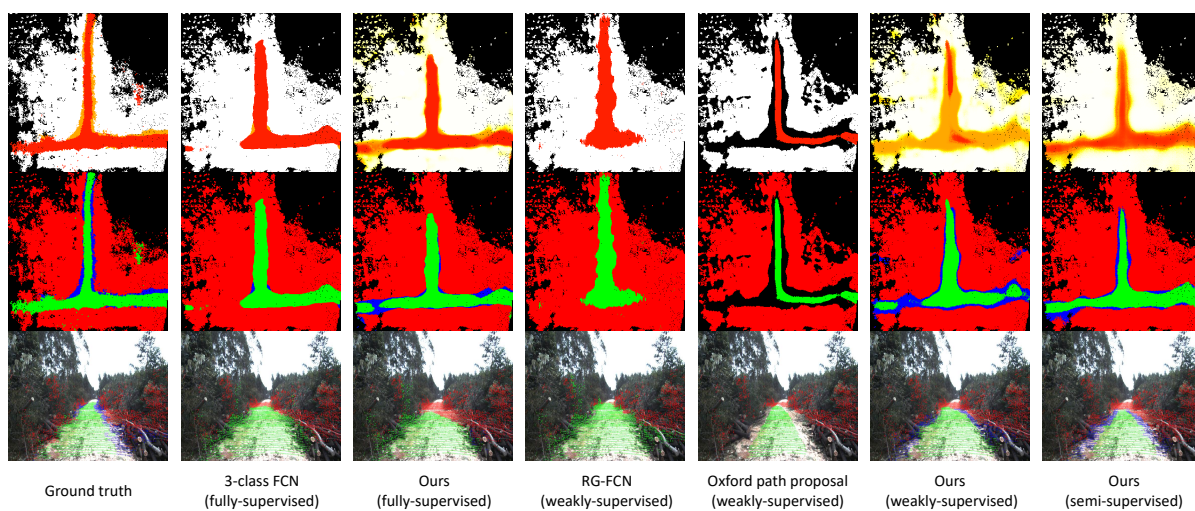 Ground truth
3-class FCN
(fully-supervised)
Ours
(fully-supervised)
RG-FCN
(weakly-supervised)
Oxford path proposal
(weakly-supervised)
Ours
(weakly-supervised)
Ours
(semi-supervised)